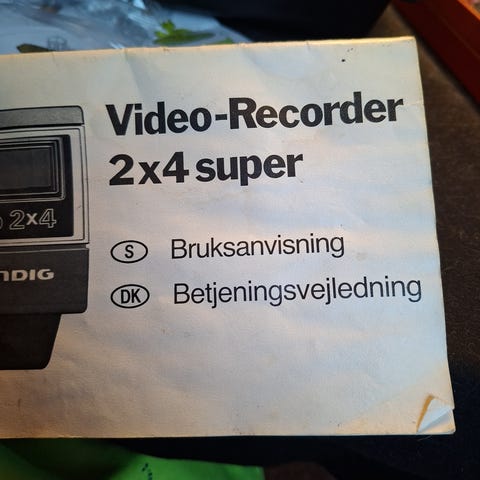 Video-Recorder
2x4 super
2x4
S Bruksanvisning
NDIG
DK Betjeningsvejledning